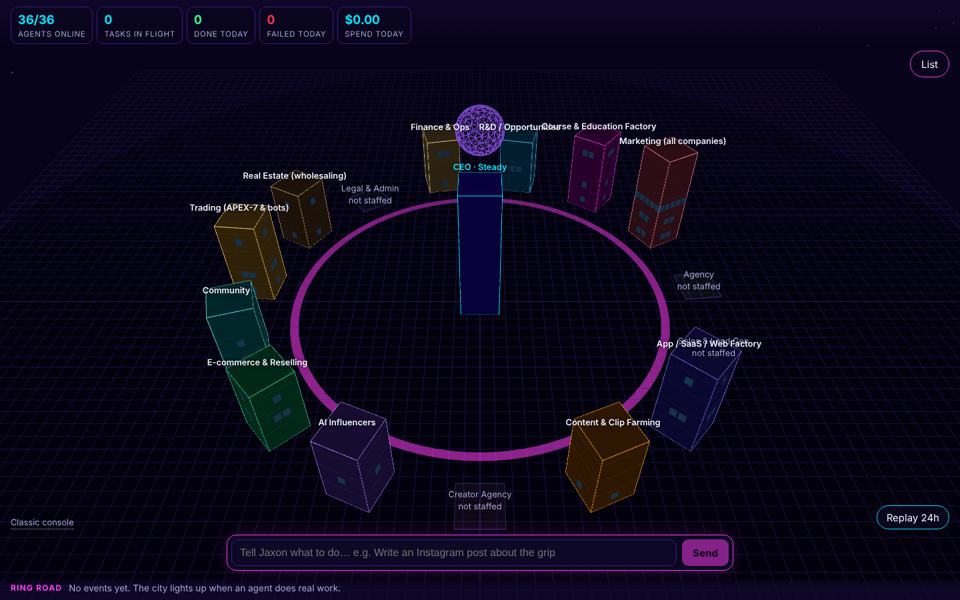 36/36
AGENTS ONLINE
0
TASKS IN FLIGHT
0
DONE TODAY
0
FAILED TODAY
$0.00
SPEND TODAY
List
Finance & Ops
R&D / Opportunities
Course & Education Factory
Marketing (all companies)
CEO · Steady
Real Estate (wholesaling)
Legal & Admin
not staffed
Trading (APEX-7 & bots)
Agency
not staffed
Community
App / SaaS / Web Factory
not staffed
E-commerce & Reselling
AI Influencers
Content & Clip Farming
Creator Agency
not staffed
Classic console
Replay 24h
Tell Jaxon what to do… e.g. Write an Instagram post about the grip
Send
RING ROAD No events yet. The city lights up when an agent does real work.